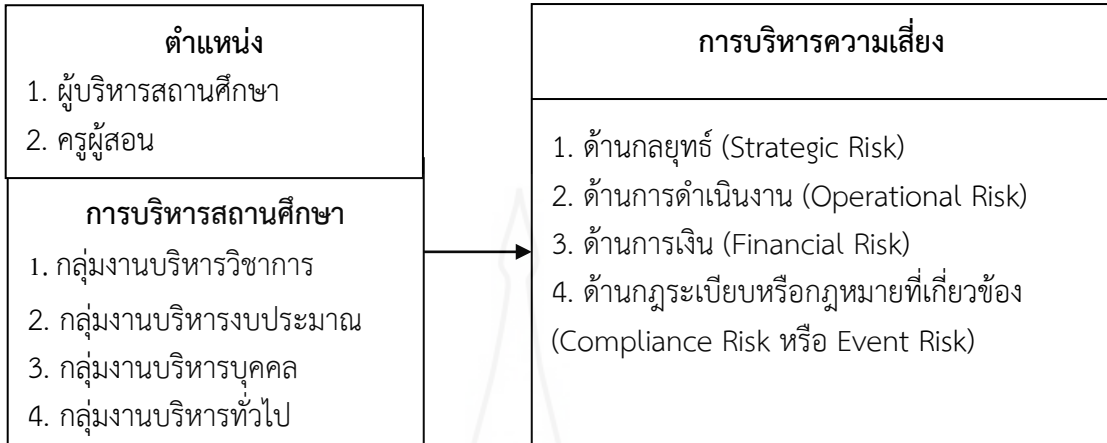 ตำแหน่ง
1. ผู้บริหารสถานศึกษา
2. ครูผู้สอน
การบริหารสถานศึกษา
1. กลุ่มงานบริหารวิชาการ
2. กลุ่มงานบริหารงบประมาณ
3. กลุ่มงานบริหารบุคคล
4. กลุ่มงานบริหารทั่วไป
การบริหารความเสี่ยง
1. ด้านกลยุทธ์ (Strategic Risk)
2. ด้านการดำเนินงาน (Operational Risk)
3. ด้านการเงิน (Financial Risk)
4. ด้านกฎระเบียบหรือกฎหมายที่เกี่ยวข้อง
(Compliance Risk หรือ Event Risk)